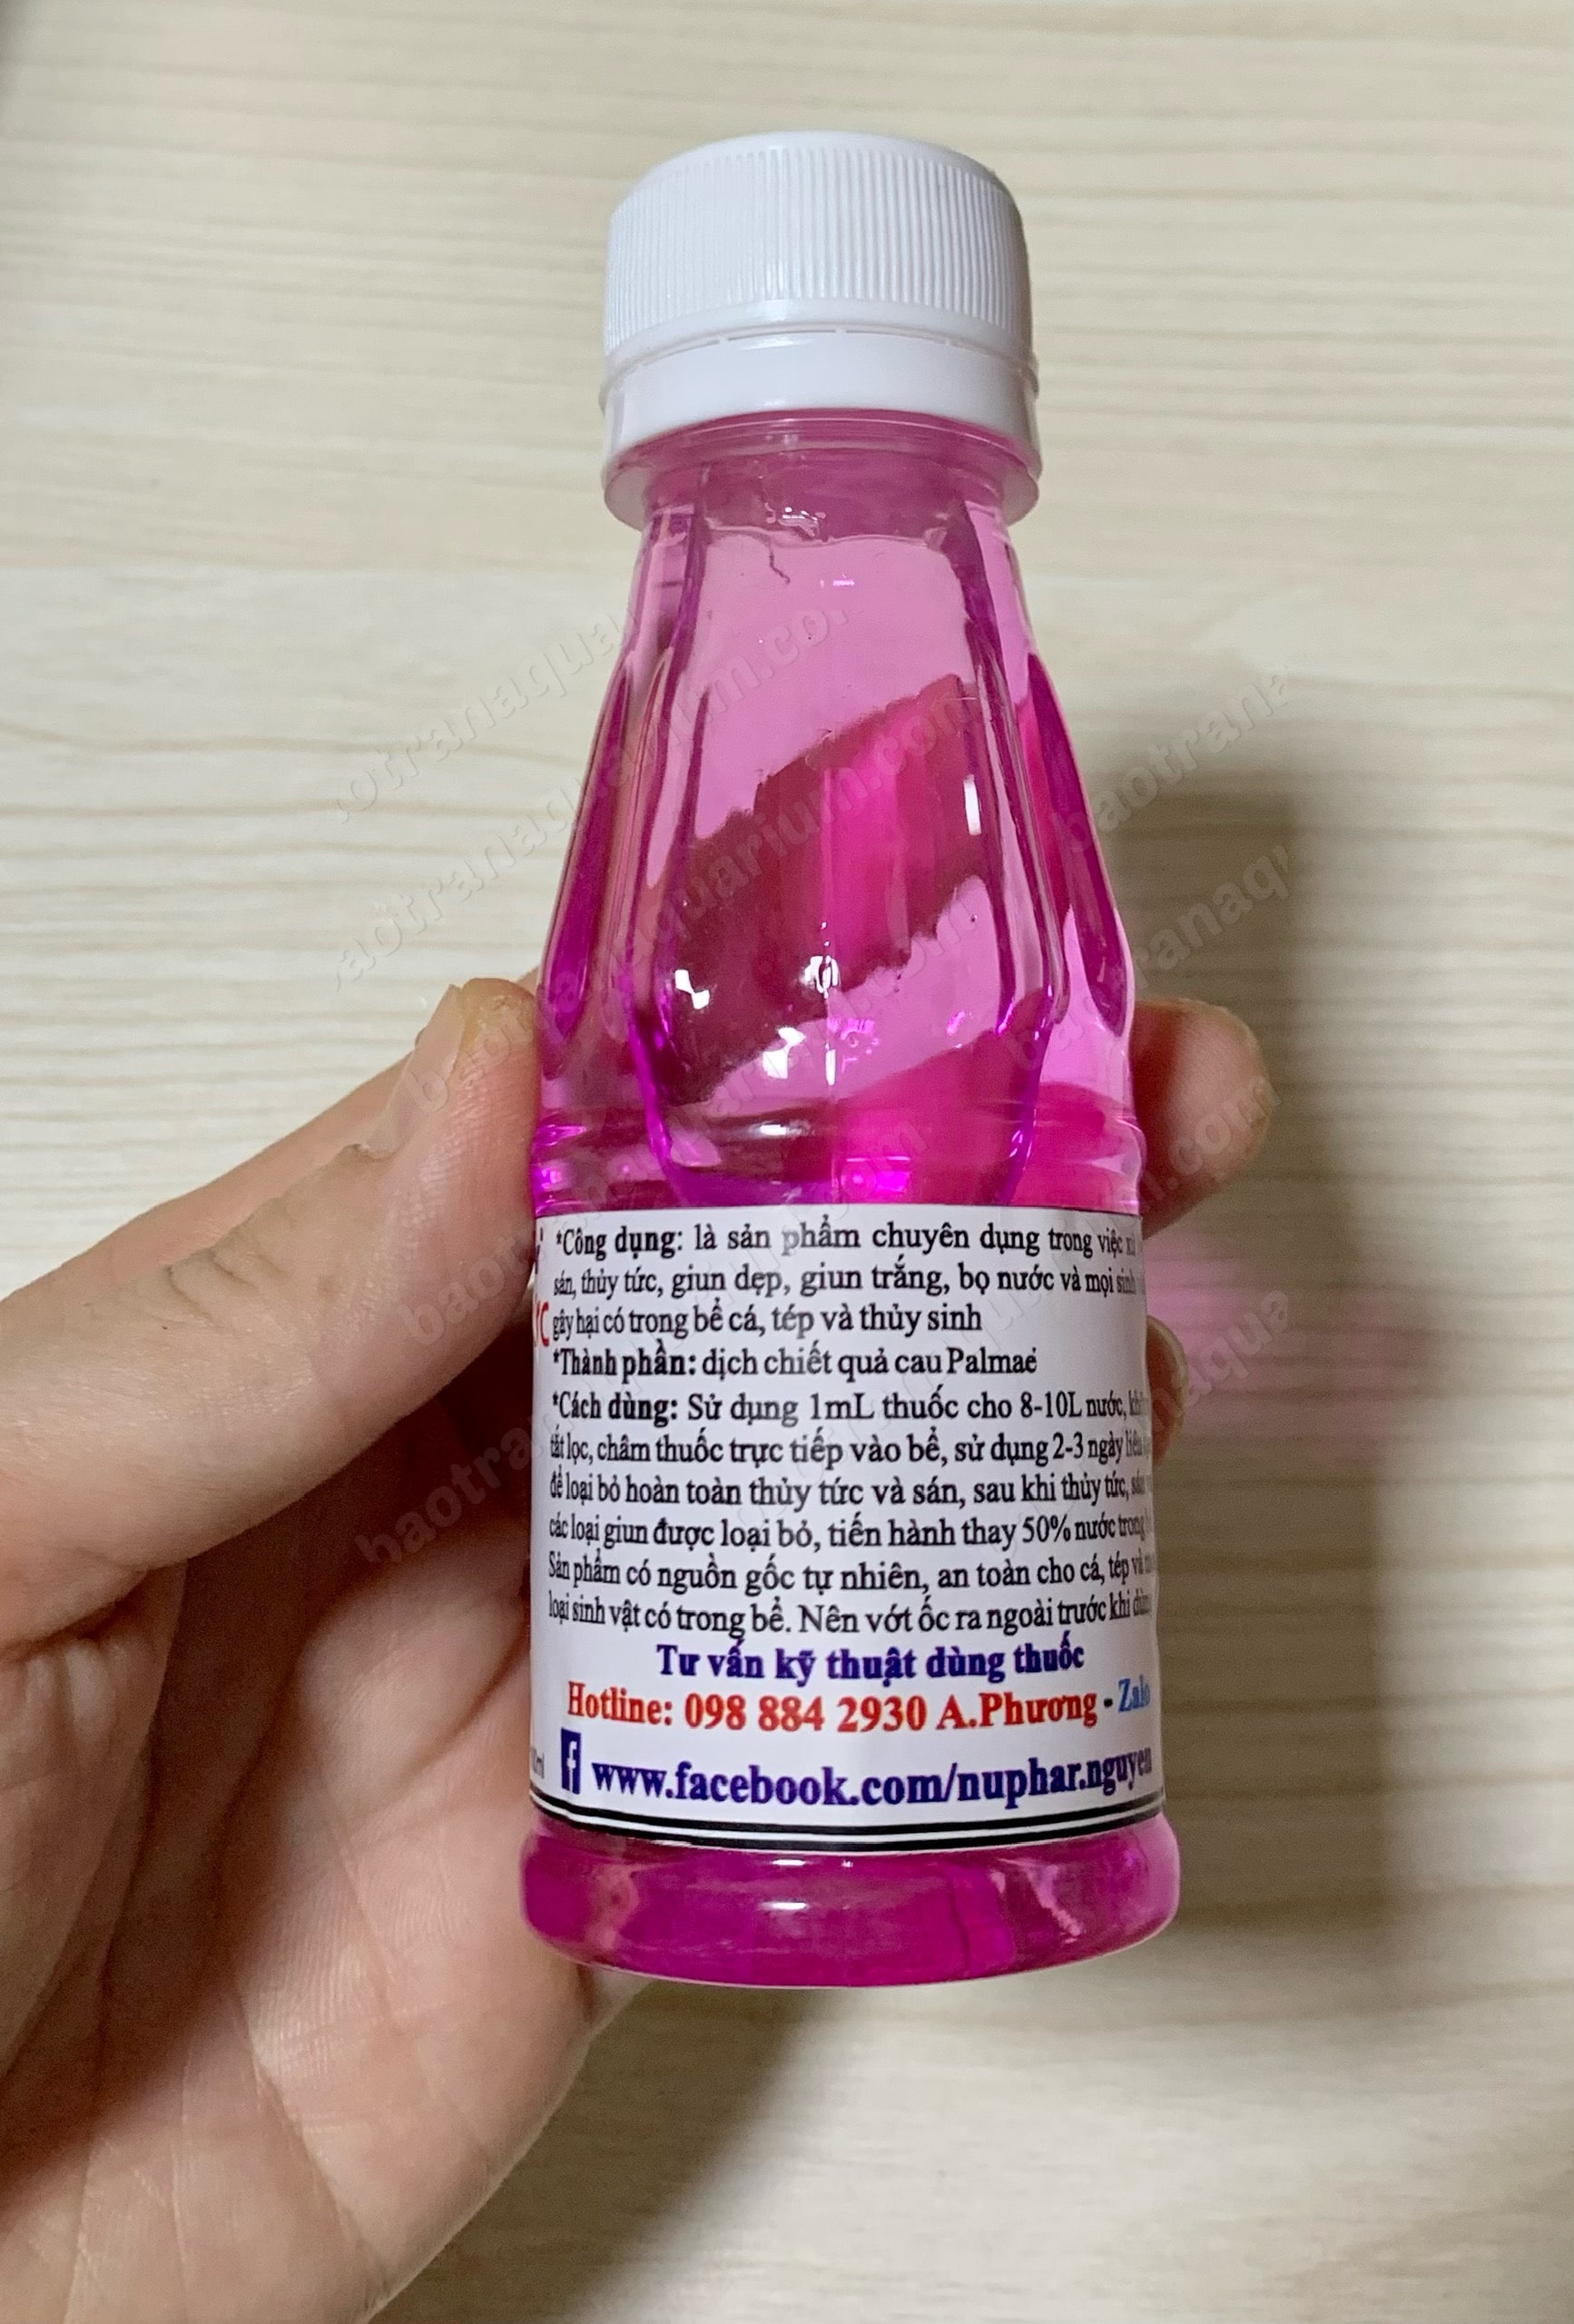 *Công dụng: là sản phẩm chuyên dụng trong việc
sán, thủy tức, giun dẹp, giun trắng, bọ nước và mọi sinh
gây hại có trong bể cá, tép và thủy sinh
*Thành phần: dịch chiết quả cau Palmae
*Cách dùng: Sử dụng 1mL thuốc cho 8-10L nước,
tắt lọc, châm thuốc trực tiếp vào bể, sử dụng 2-3 ngày
để loại bỏ hoàn toàn thủy tức và sán, sau khi thủy tức,
các loại giun được loại bỏ, tiến hành thay 50% nước trong
Sản phẩm có nguồn gốc tự nhiên, an toàn cho cá, tép
loại sinh vật có trong bể. Nên vớt ốc ra ngoài trước khi
Tư vấn kỹ thuật dùng thuốc
Hotline: 098 884 2930 A.Phương - Zalo
www.facebook.com/nuphar.nguyen